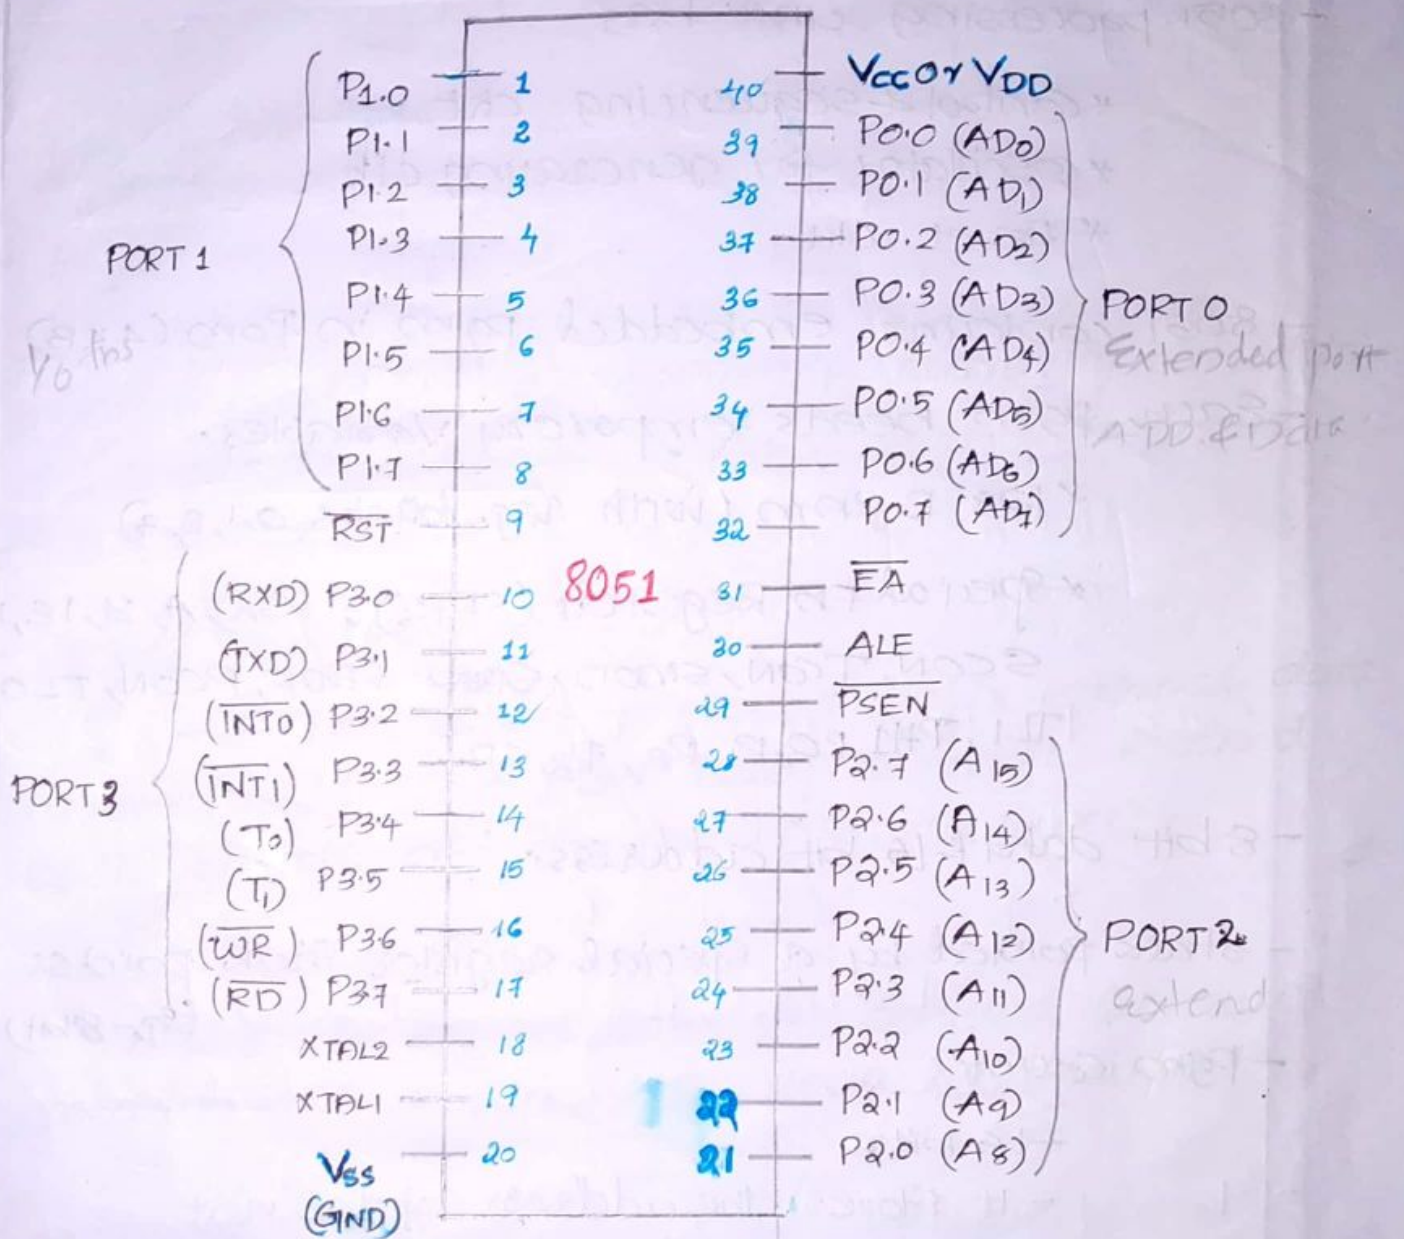 P1.0 1 40 VCC or VDD
P1.1 2 39 P0.0 (AD0)
P1.2 3 38 P0.1 (AD1)
P1.3 4 37 P0.2 (AD2)
PORT 1
P1.4 5 36 P0.3 (AD3) PORT 0
P1.5 6 35 P0.4 (AD4) Extended port
P1.6 7 34 P0.5 (AD5) ADD. & Data
P1.7 8 33 P0.6 (AD6)
R̅S̅T̅ 9 32 P0.7 (AD7)
8051
(RXD) P3.0 10 31 E̅A̅
(TXD) P3.1 11 30 ALE
(I̅N̅T̅0̅) P3.2 12 29 P̅S̅E̅N̅
(I̅N̅T̅1̅) P3.3 13 28 P2.7 (A15)
PORT 3
(T0) P3.4 14 27 P2.6 (A14)
(T1) P3.5 15 26 P2.5 (A13)
(W̅R̅) P3.6 16 25 P2.4 (A12) PORT 2
(R̅D̅) P3.7 17 24 P2.3 (A11) extend
XTAL2 18 23 P2.2 (A10)
XTAL1 19 22 P2.1 (A9)
VSS 20 21 P2.0 (A8)
(GND)